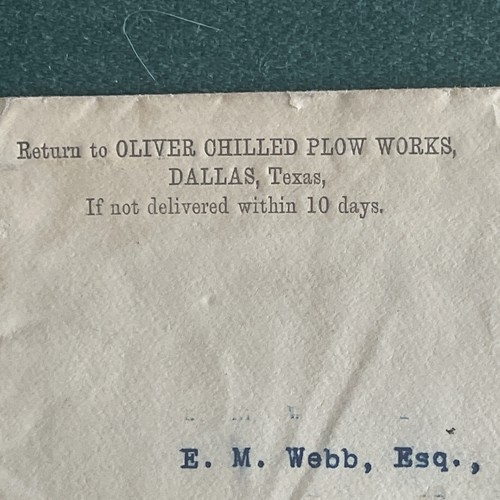 Return to OLIVER CHILLED PLOW WORKS,
DALLAS, Texas,
If not delivered within 10 days.
E. M. Webb, Esq.,